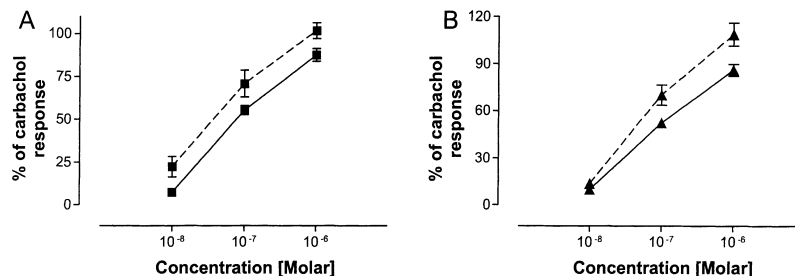 A
% of carbachol
response
100
75
50
25
0
10⁻⁸
10⁻⁷
10⁻⁶
Concentration [Molar]
B
% of carbachol
response
120
90
60
30
0
10⁻⁸
10⁻⁷
10⁻⁶
Concentration [Molar]